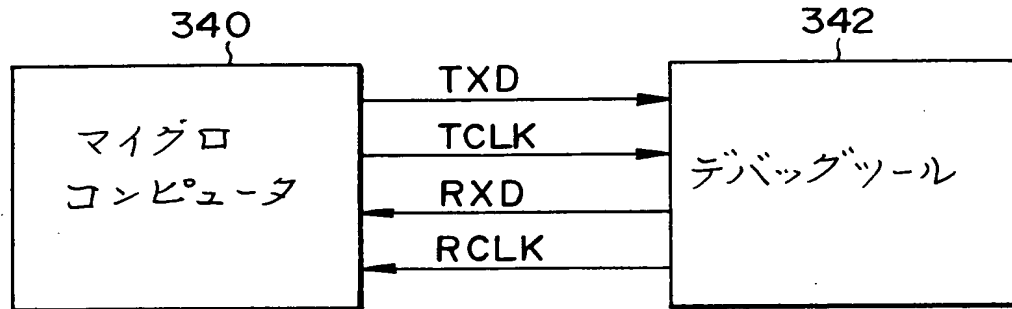 340
342
マイグロ
コンピュータ
TXD
TCLK
RXD
RCLK
デバッグツール